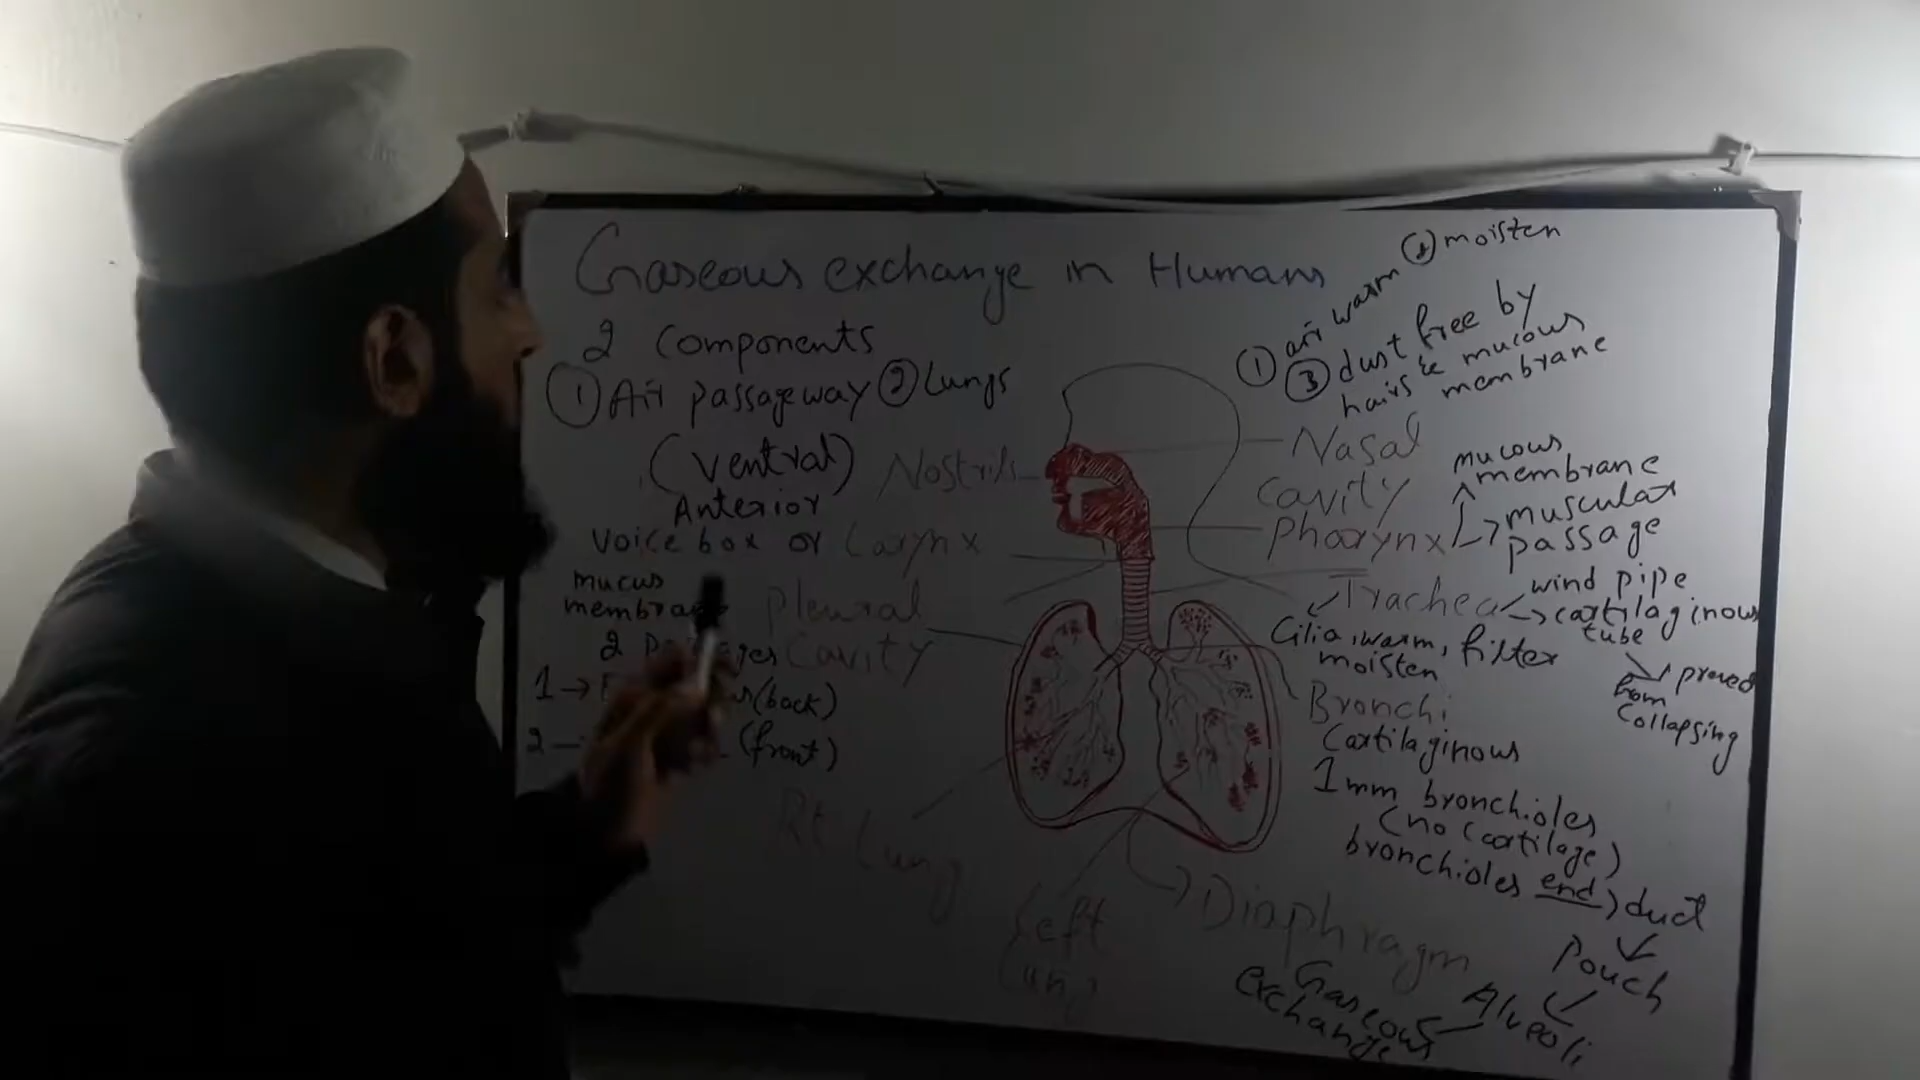 Gaseous exchange in Humans
2 components
① Air passageway ② Lungs
(Ventral)
Anterior
Nostrils
voice box or Larynx
mucus
membrane
Pleural
Cavity
2
1 → (back)
2 → (front)
Rt Lung
Left
Lung
① air warm ② moisten
③ dust free by
hairs & mucous
membrane
Nasal
Cavity
mucous
membrane
Pharynx → muscular
passage
Trachea wind pipe
→ cartilaginous
tube
Cilia, warm, filter
moisten
from
collapsing
Bronchi
Cartilaginous
1mm bronchioles
(no cartilage)
bronchioles end → duct
Pouch
Alveoli
Gaseous
exchange
Diaphragm